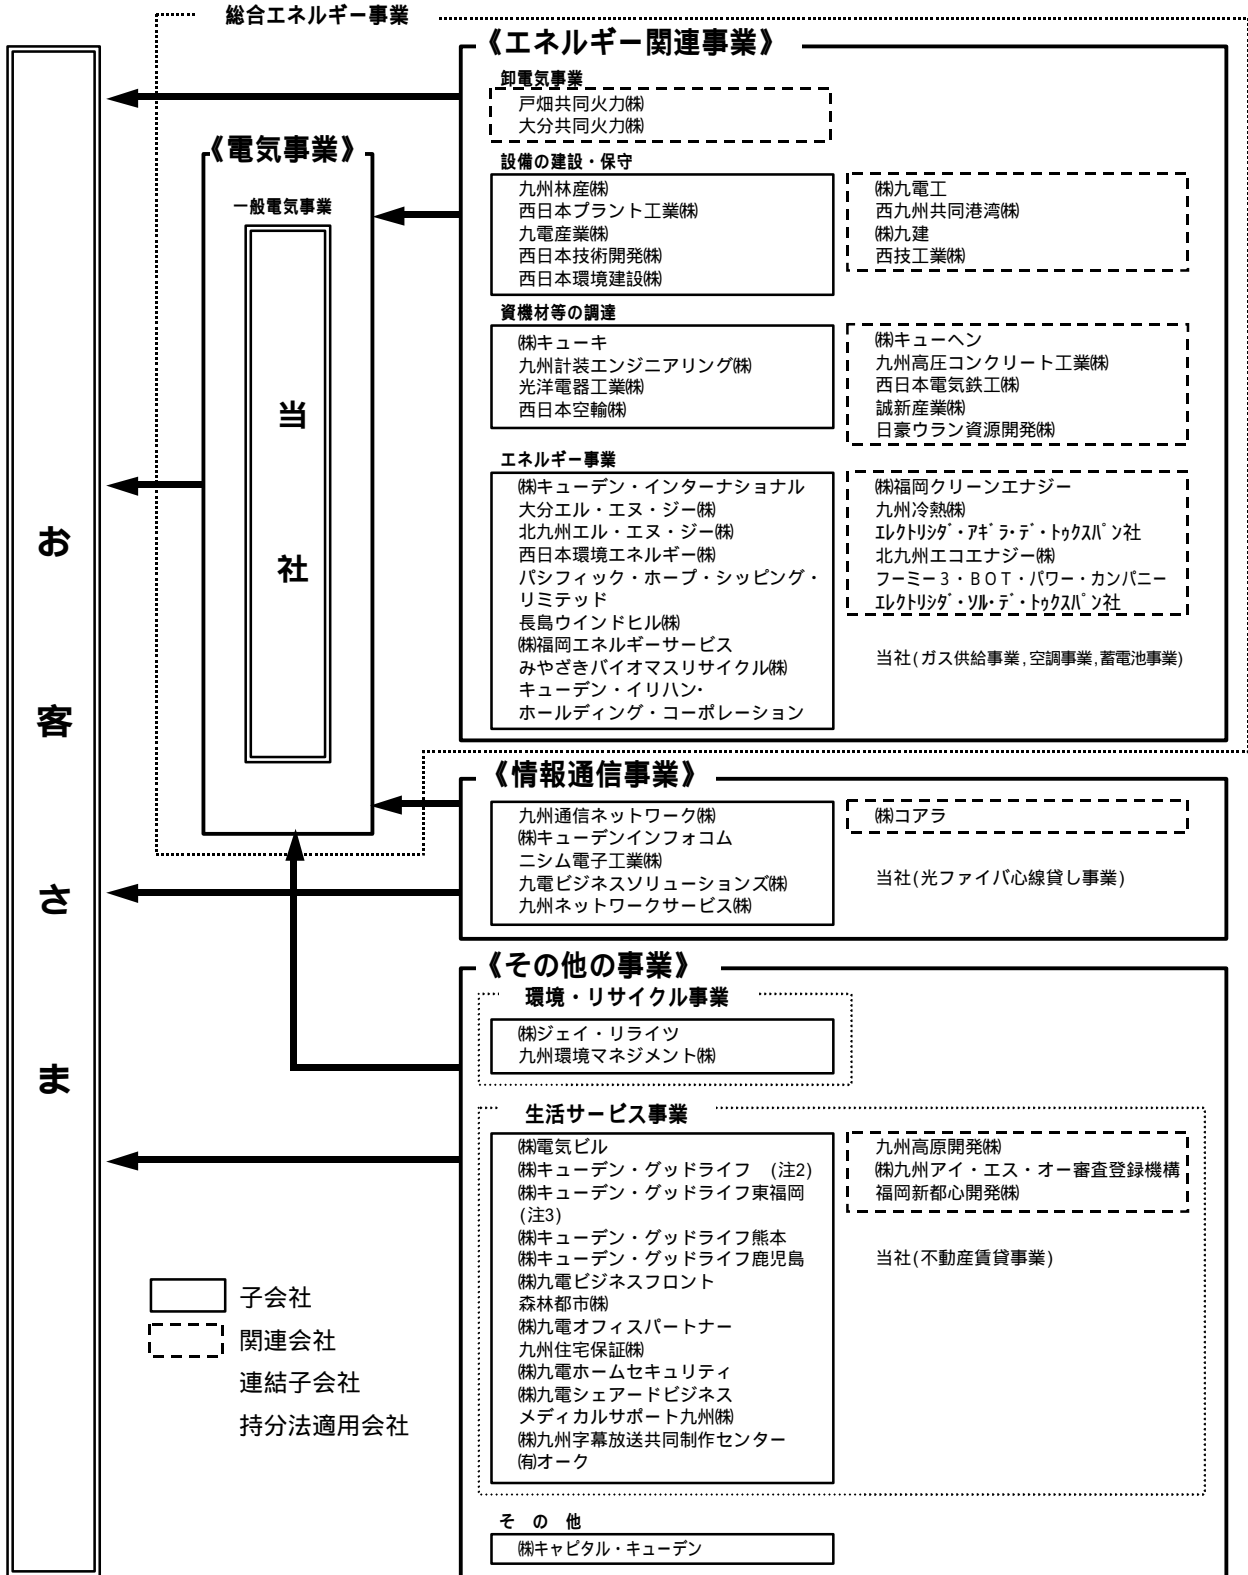 総合エネルギー事業
お客さま
《電気事業》
一般電気事業
当社
《エネルギー関連事業》
卸電気事業
戸畑共同火力㈱
大分共同火力㈱
設備の建設・保守
九州林産㈱
西日本プラント工業㈱
九電産業㈱
西日本技術開発㈱
西日本環境建設㈱
㈱九電工
西九州共同港湾㈱
㈱九建
西技工業㈱
資機材等の調達
㈱キューキ
九州計装エンジニアリング㈱
光洋電器工業㈱
西日本空輸㈱
㈱キューヘン
九州高圧コンクリート工業㈱
西日本電気鉄工㈱
誠新産業㈱
日豪ウラン資源開発㈱
エネルギー事業
㈱キューデン・インターナショナル
大分エル・エヌ・ジー㈱
北九州エル・エヌ・ジー㈱
西日本環境エネルギー㈱
パシフィック・ホープ・シッピング・
リミテッド
長島ウインドヒル㈱
㈱福岡エネルギーサービス
みやざきバイオマスリサイクル㈱
キューデン・イリハン・
ホールディング・コーポレーション
㈱福岡クリーンエナジー
九州冷熱㈱
ｴﾚｸﾄﾘｼﾀﾞ・ｱｷﾞﾗ・ﾃﾞ・ﾄｩｸｽﾊﾟﾝ社
北九州エコエナジー㈱
フーミー３・ＢＯＴ・パワー・カンパニー
ｴﾚｸﾄﾘｼﾀﾞ・ｿﾙ・ﾃﾞ・ﾄｩｸｽﾊﾟﾝ社
当社(ガス供給事業,空調事業,蓄電池事業)
《情報通信事業》
九州通信ネットワーク㈱
㈱キューデンインフォコム
ニシム電子工業㈱
九電ビジネスソリューションズ㈱
九州ネットワークサービス㈱
㈱コアラ
当社(光ファイバ心線貸し事業)
《その他の事業》
環境・リサイクル事業
㈱ジェイ・リライツ
九州環境マネジメント㈱
生活サービス事業
㈱電気ビル
㈱キューデン・グッドライフ (注2)
㈱キューデン・グッドライフ東福岡
(注3)
㈱キューデン・グッドライフ熊本
㈱キューデン・グッドライフ鹿児島
㈱九電ビジネスフロント
森林都市㈱
㈱九電オフィスパートナー
九州住宅保証㈱
㈱九電ホームセキュリティ
㈱九電シェアードビジネス
メディカルサポート九州㈱
㈱九州字幕放送共同制作センター
㈲オーク
九州高原開発㈱
㈱九州アイ・エス・オー審査登録機構
福岡新都心開発㈱
当社(不動産賃貸事業)
その他
㈱キャピタル・キューデン
子会社
関連会社
連結子会社
持分法適用会社